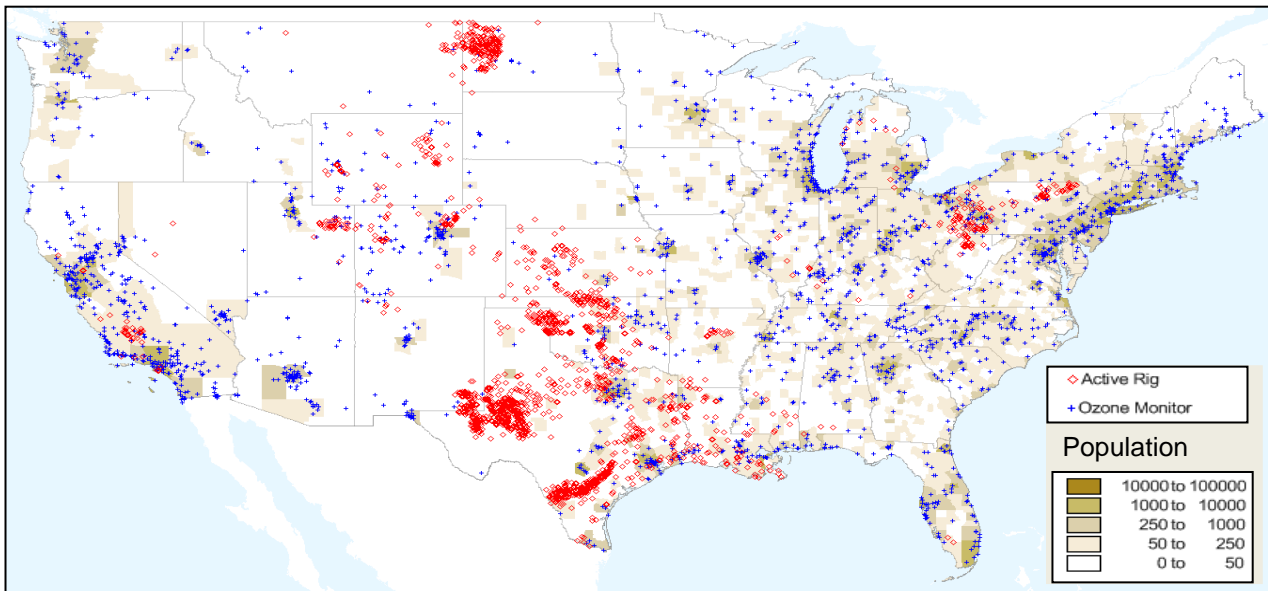 Active Rig
Ozone Monitor
Population
10000 to 100000
1000 to 10000
250 to 1000
50 to 250
0 to 50